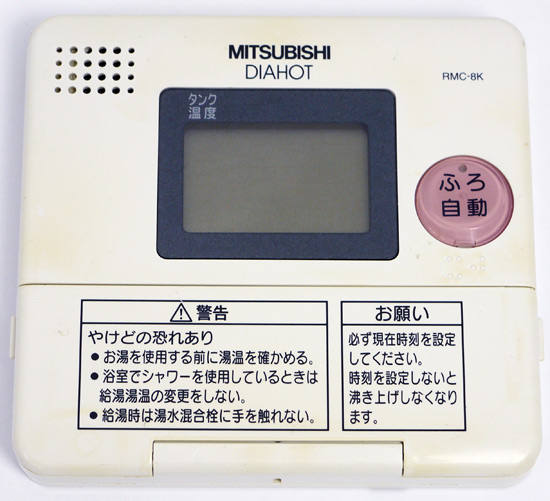 MITSUBISHI
DIAHOT
RMC-8K
タンク
温度
ふろ
自動
⚠警告
やけどの恐れあり
●お湯を使用する前に湯温を確かめる。
●浴室でシャワーを使用しているときは
給湯湯温の変更をしない。
●給湯時は湯水混合栓に手を触れない。
お願い
必ず現在時刻を設定
してください。
時刻を設定しないと
沸き上げしなくなり
ます。